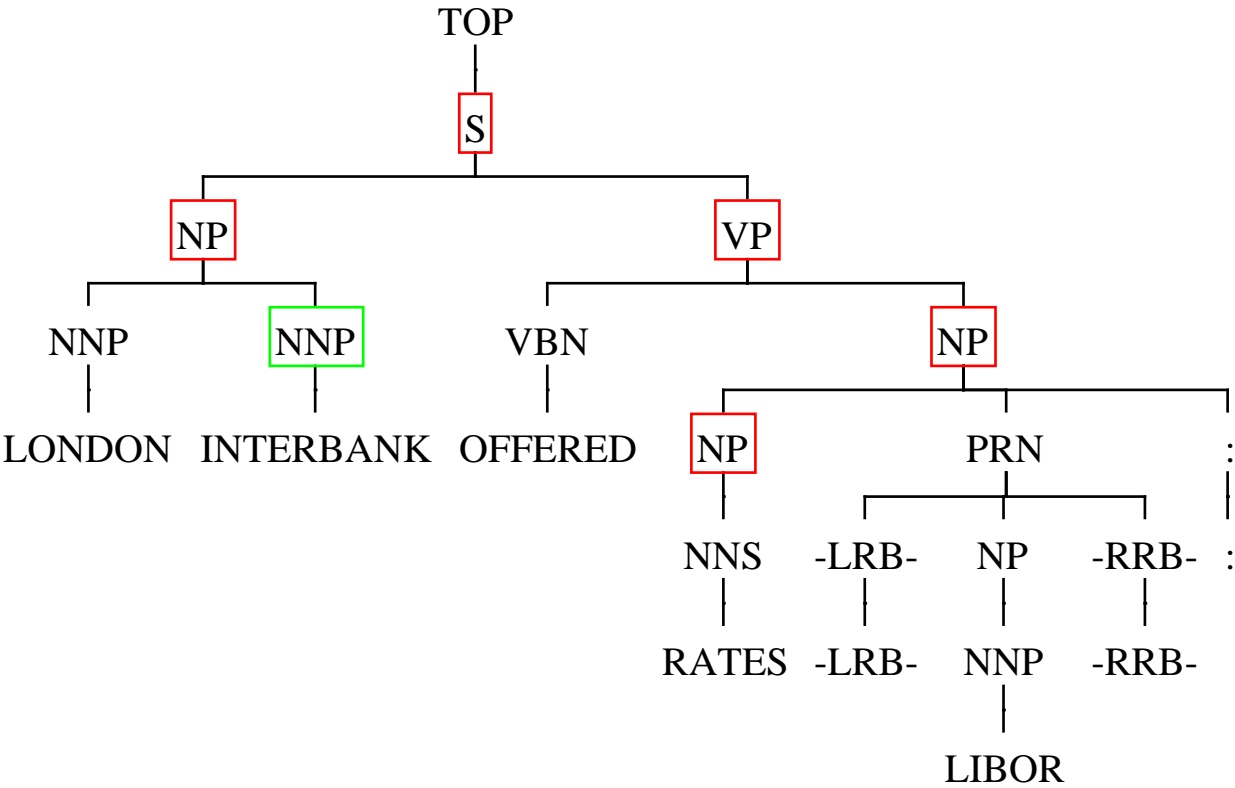 TOP
S
NP VP
NNP NNP VBN NP
LONDON INTERBANK OFFERED NP PRN :
NNS -LRB- NP -RRB- :
RATES -LRB- NNP -RRB-
LIBOR